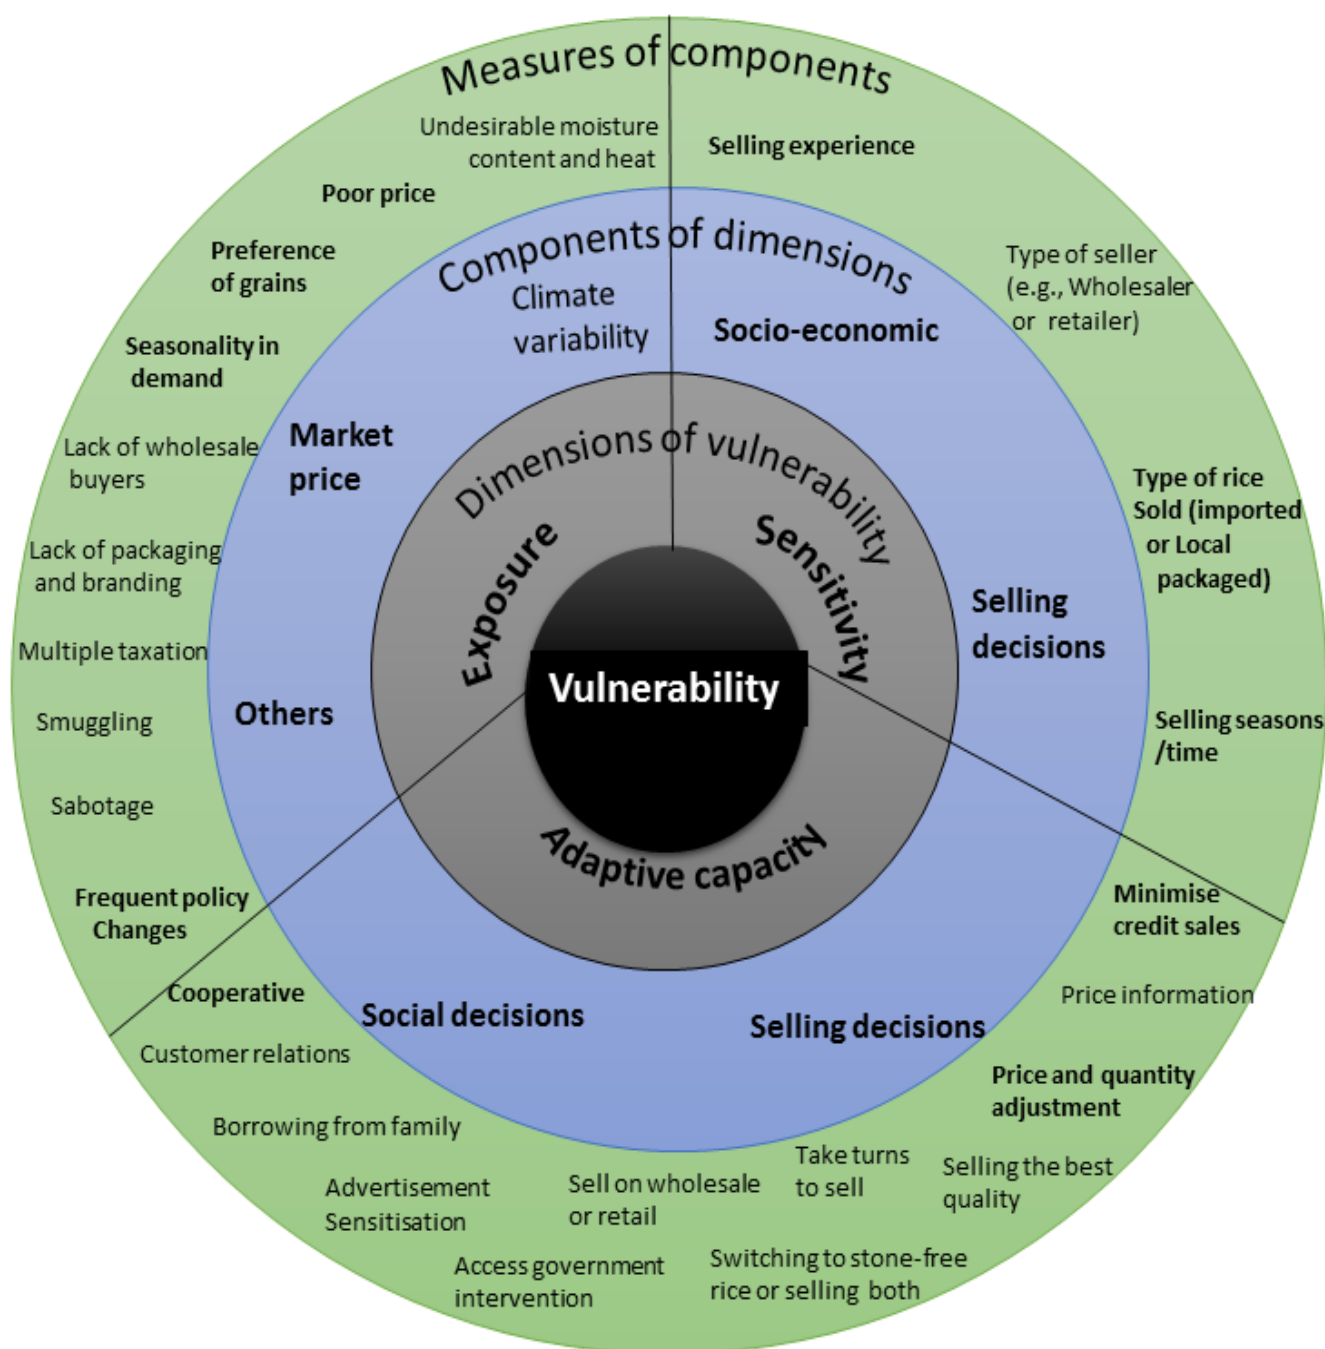 Measures of components
Undesirable moisture
content and heat
Selling experience
Poor price
Preference
of grains
Components of dimensions
Climate
variability
Socio-economic
Type of seller
(e.g., Wholesaler
or retailer)
Seasonality in
demand
Market
price
Dimensions of vulnerability
Lack of wholesale
buyers
Type of rice
Sold (imported
or Local
packaged)
Exposure
Sensitivity
Lack of packaging
and branding
Selling
decisions
Multiple taxation
Vulnerability
Others
Smuggling
Selling seasons
/time
Sabotage
Adaptive capacity
Frequent policy
Changes
Minimise
credit sales
Cooperative
Social decisions
Selling decisions
Price information
Customer relations
Price and quantity
adjustment
Borrowing from family
Take turns
to sell
Selling the best
quality
Advertisement
Sensitisation
Sell on wholesale
or retail
Access government
intervention
Switching to stone-free
rice or selling both